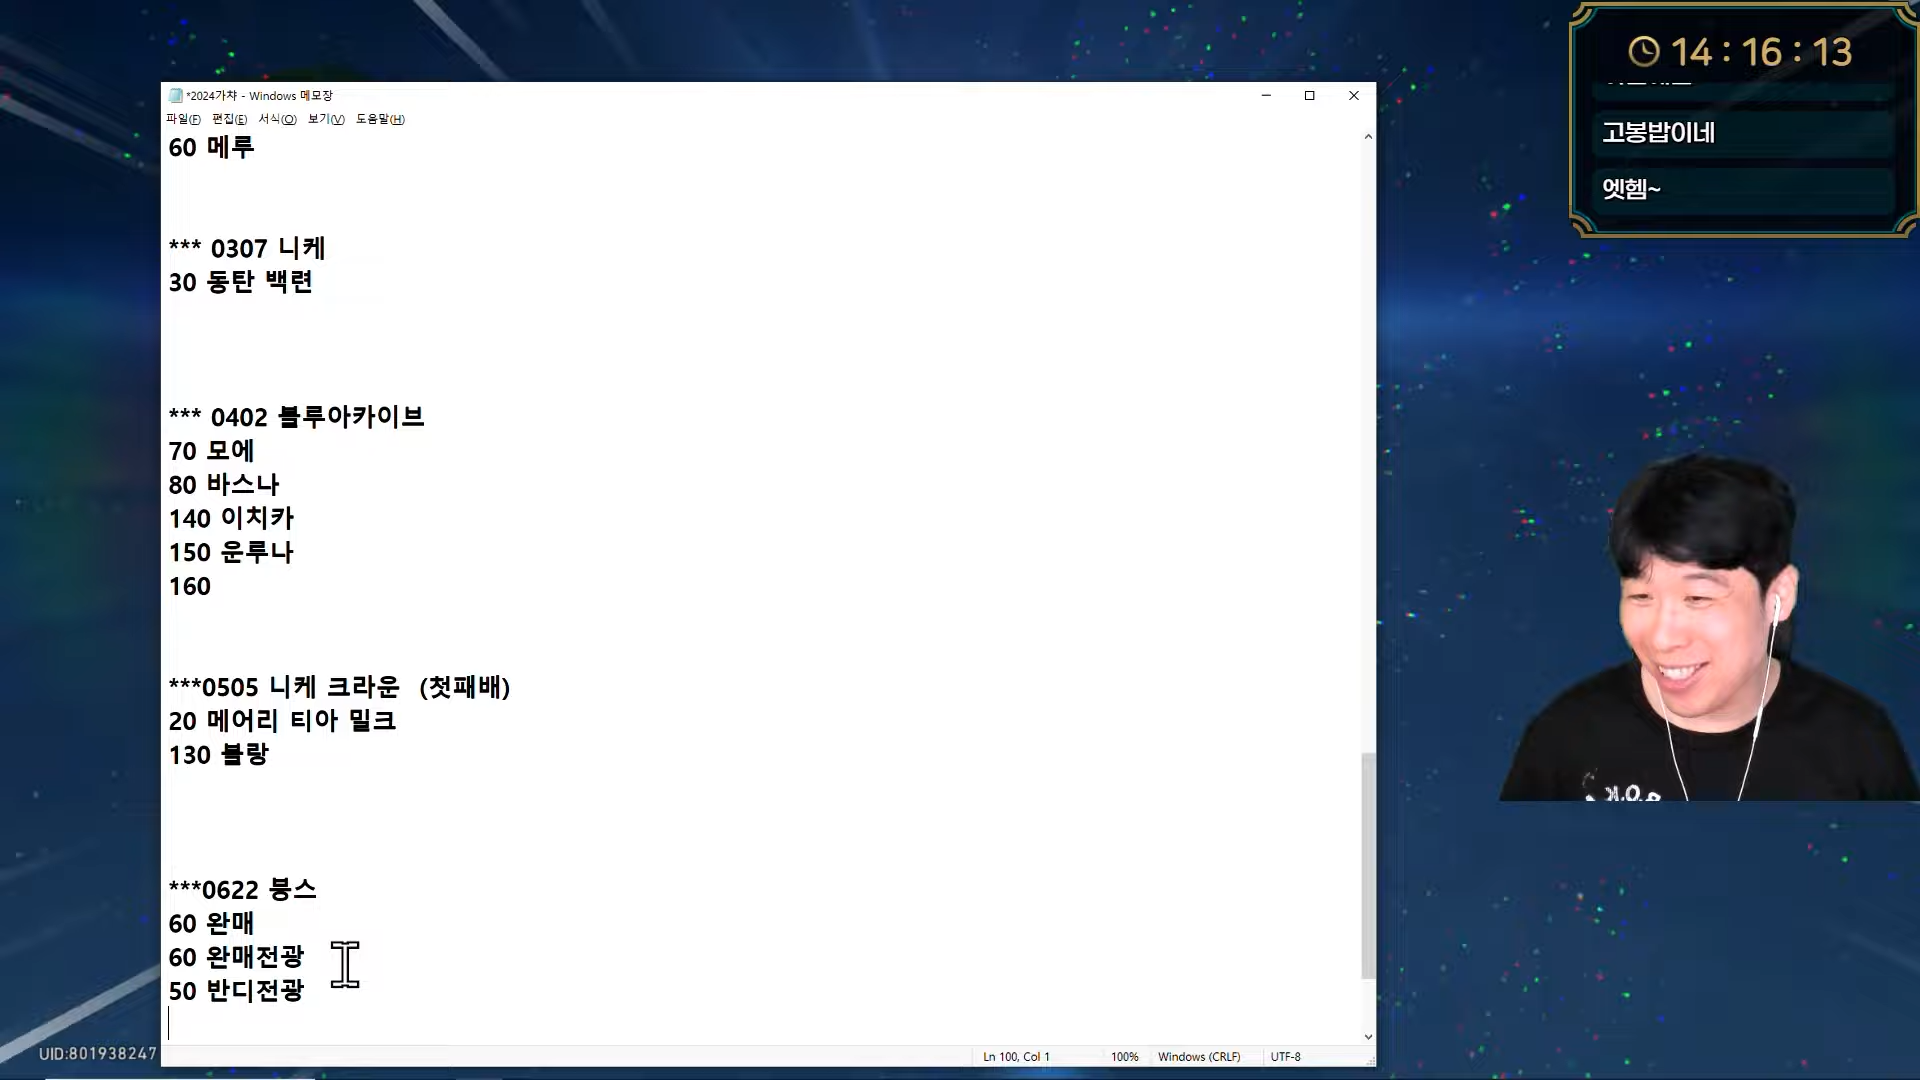 *2024가챠 - Windows 메모장
파일(F) 편집(E) 서식(O) 보기(V) 도움말(H)
60 메루
*** 0307 니케
30 동탄 백련
*** 0402 블루아카이브
70 모에
80 바스나
140 이치카
150 운루나
160
***0505 니케 크라운 (첫패배)
20 메어리 티아 밀크
130 블랑
***0622 붕스
60 완매
60 완매전광
50 반디전광
Ln 100, Col 1
100%
Windows (CRLF)
UTF-8
14:16:13
고봉밥이네
엣헴~
UID:801938247